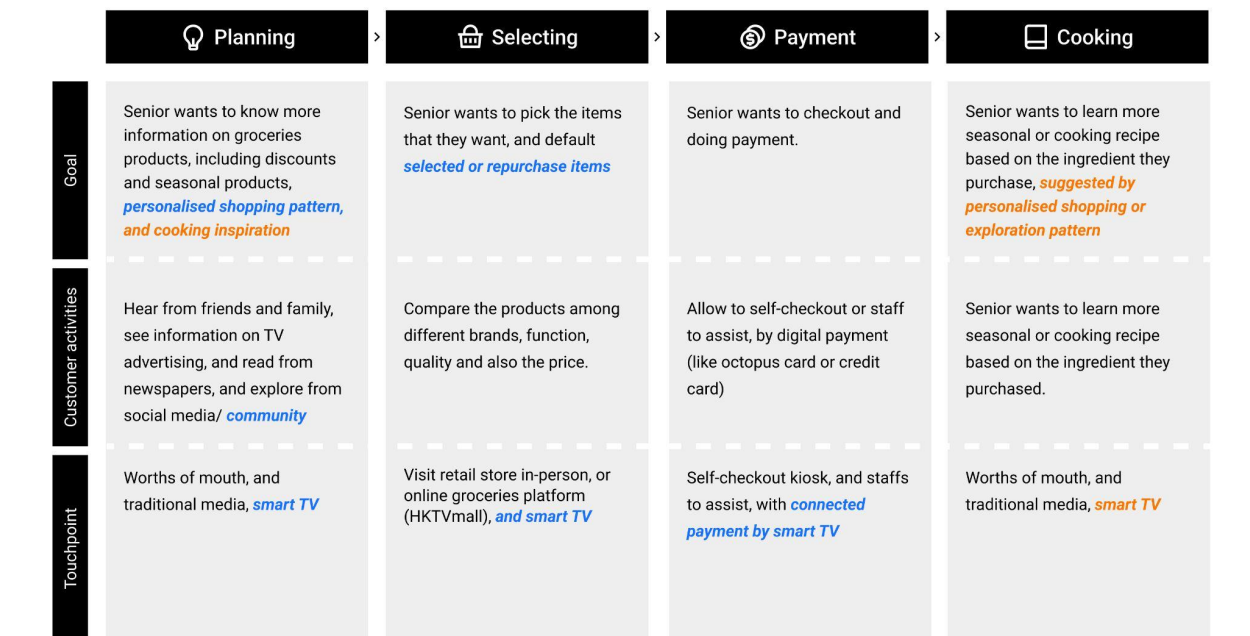 Planning
>
Selecting
>
Payment
>
Cooking
Goal
Senior wants to know more
information on groceries
products, including discounts
and seasonal products,
personalised shopping pattern,
and cooking inspiration
Senior wants to pick the items
that they want, and default
selected or repurchase items
Senior wants to checkout and
doing payment.
Senior wants to learn more
seasonal or cooking recipe
based on the ingredient they
purchase, suggested by
personalised shopping or
exploration pattern
Customer activities
Hear from friends and family,
see information on TV
advertising, and read from
newspapers, and explore from
social media/ community
Compare the products among
different brands, function,
quality and also the price.
Allow to self-checkout or staff
to assist, by digital payment
(like octopus card or credit
card)
Senior wants to learn more
seasonal or cooking recipe
based on the ingredient they
purchased.
Touchpoint
Worths of mouth, and
traditional media, smart TV
Visit retail store in-person, or
online groceries platform
(HKTVmall), and smart TV
Self-checkout kiosk, and staffs
to assist, with connected
payment by smart TV
Worths of mouth, and
traditional media, smart TV